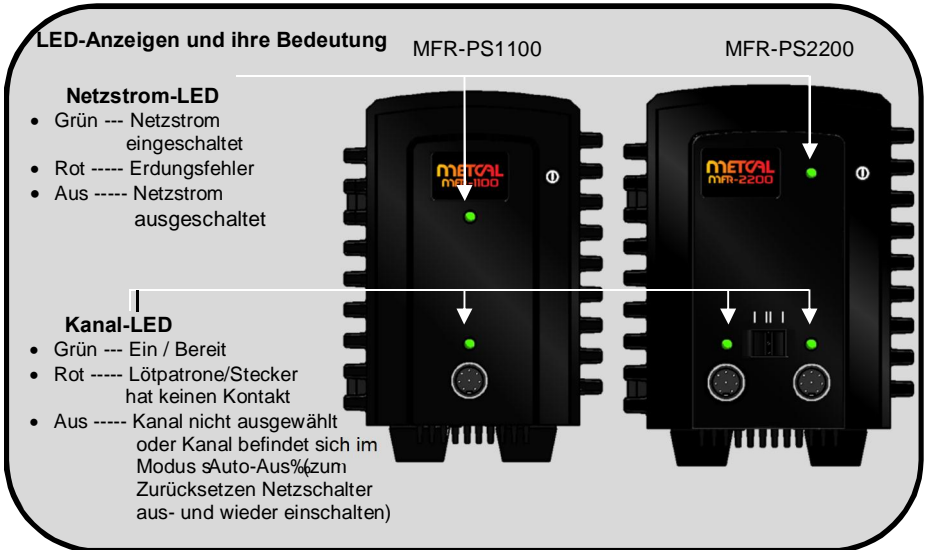 LED-Anzeigen und ihre Bedeutung
MFR-PS1100
MFR-PS2200
Netzstrom-LED
• Grün --- Netzstrom
eingeschaltet
• Rot ----- Erdungsfehler
• Aus ----- Netzstrom
ausgeschaltet
METCAL
MFR-1100
METCAL
MFR-2200
Kanal-LED
• Grün --- Ein / Bereit
• Rot ----- Lötpatrone/Stecker
hat keinen Kontakt
• Aus ----- Kanal nicht ausgewählt
oder Kanal befindet sich im
Modus sAuto-Aus%(zum
Zurücksetzen Netzschalter
aus- und wieder einschalten)
I II I